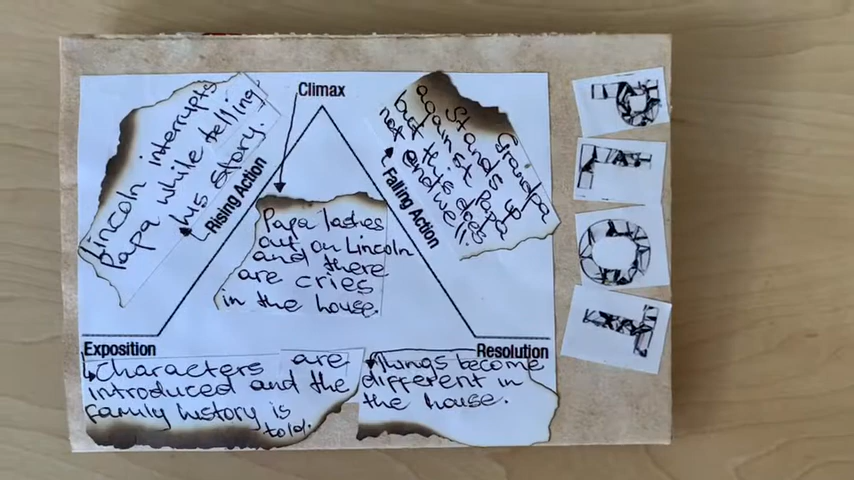 Climax
Lincoln interrupts
Papa while telling
his story.
Rising Action
Grandpa
Stands up
against Papa
but this does
not end well.
Falling Action
Papa lashes
out on Lincoln
and there
are cries
in the house.
Exposition
Characters are
introduced and the
family history is
told.
Resolution
Things become
different in
the house.
PLOT